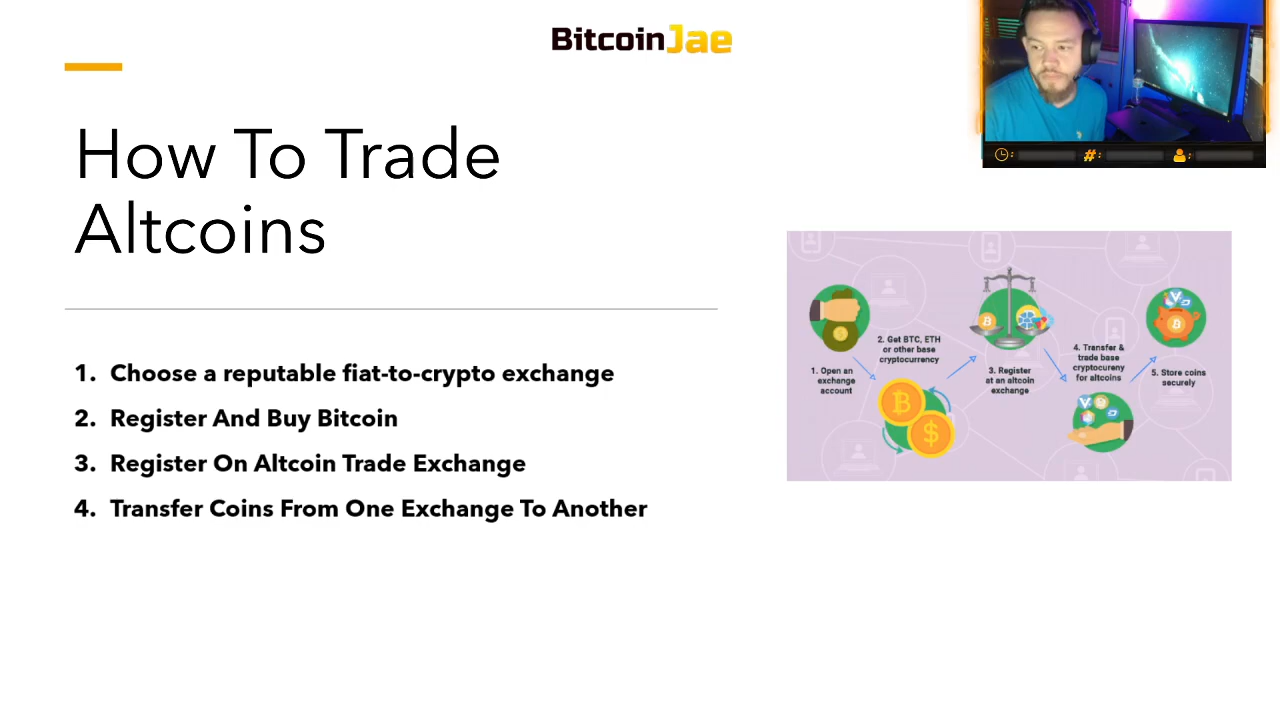 BitcoinJae
How To Trade
Altcoins
1. Choose a reputable fiat-to-crypto exchange
2. Register And Buy Bitcoin
3. Register On Altcoin Trade Exchange
4. Transfer Coins From One Exchange To Another
#:
1. Open an
exchange
account
2. Get BTC, ETH
or other base
cryptocurrency
3. Register
at an altcoin
exchange
4. Transfer &
trade base
cryptocureny
for altcoins
5. Store coins
securely